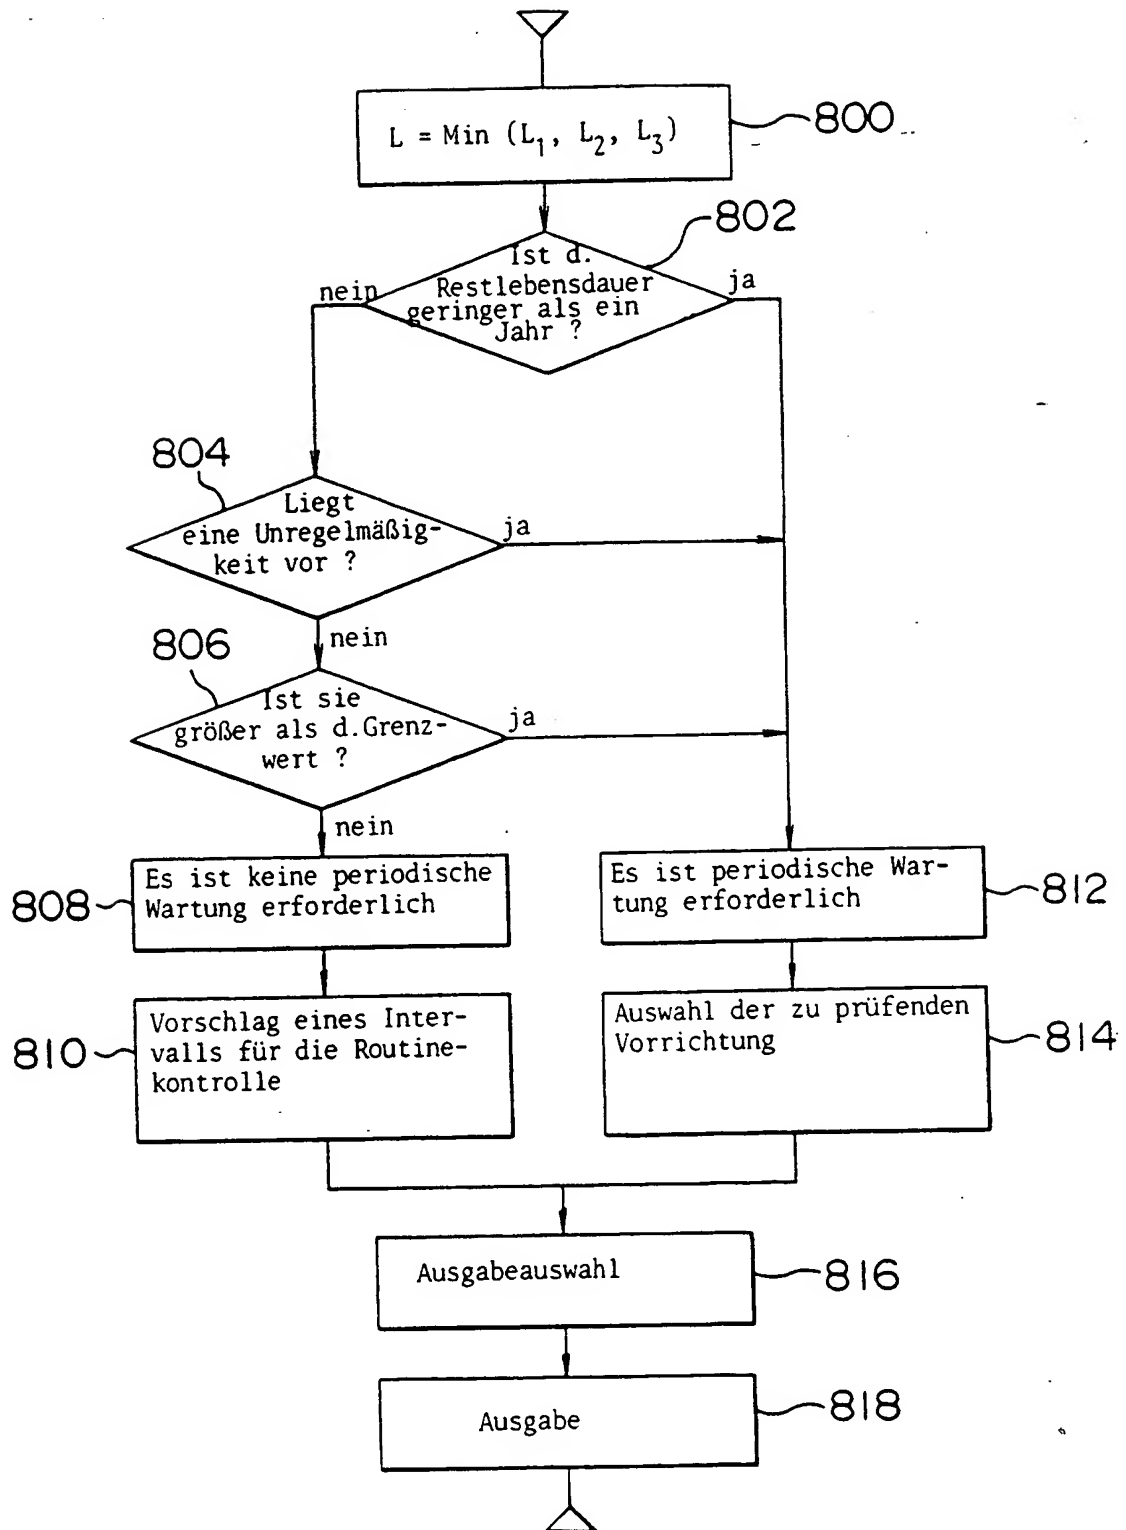 L = Min (L1, L2, L3)
800
802
Ist d.
Restlebensdauer
geringer als ein
Jahr ?
nein
ja
804
Liegt
eine Unregelmäßig-
keit vor ?
ja
nein
806
Ist sie
größer als d.Grenz-
wert ?
ja
nein
808
Es ist keine periodische
Wartung erforderlich
Es ist periodische War-
tung erforderlich
812
810
Vorschlag eines Inter-
valls für die Routine-
kontrolle
Auswahl der zu prüfenden
Vorrichtung
814
Ausgabeauswahl
816
Ausgabe
818